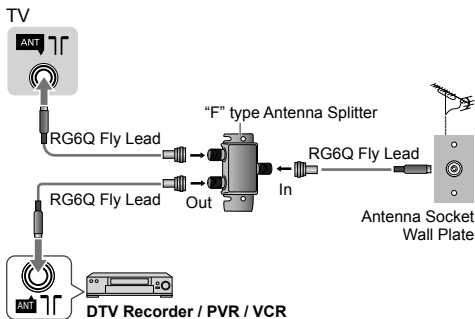 TV
ANT
"F" type Antenna Splitter
RG6Q Fly Lead
RG6Q Fly Lead
RG6Q Fly Lead
Out
In
Antenna Socket
Wall Plate
ANT
DTV Recorder / PVR / VCR